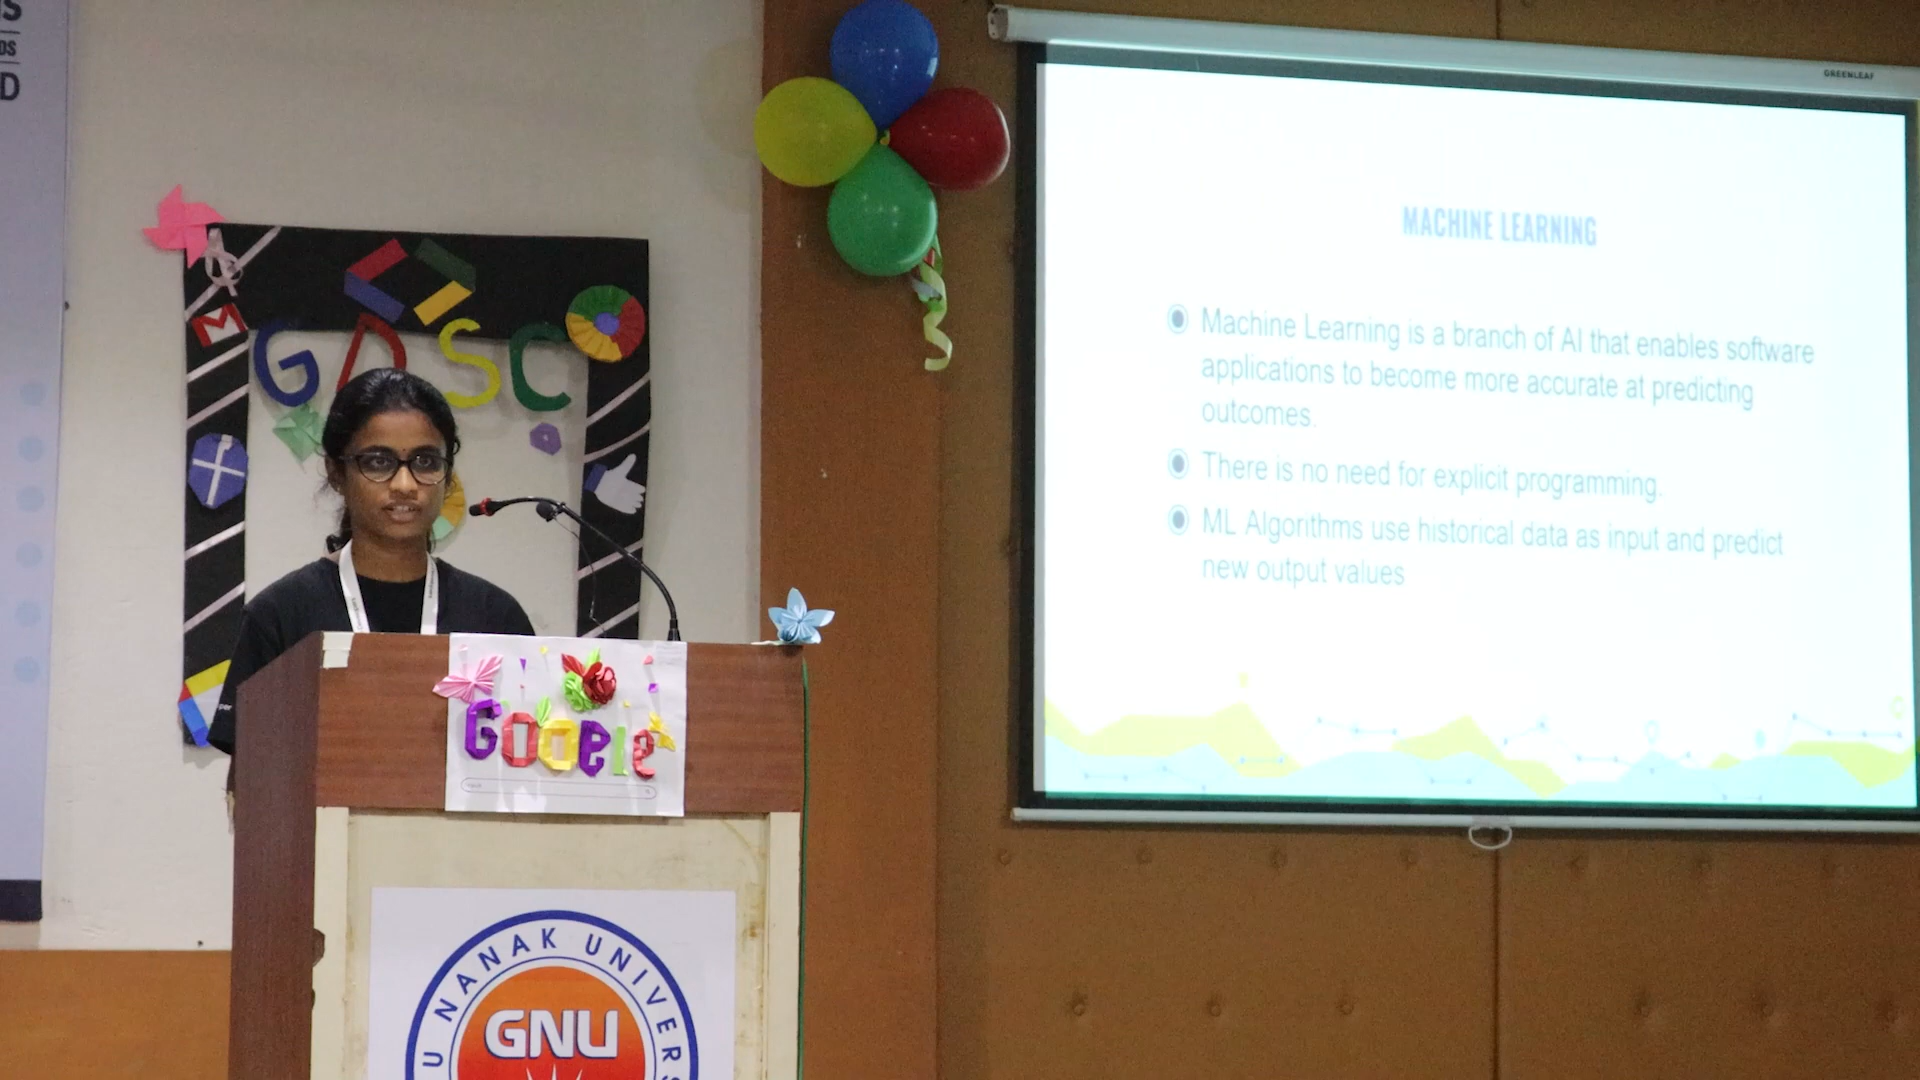 S
DS
D
GREENLEAF
GDSC
MACHINE LEARNING
Machine Learning is a branch of AI that enables software
applications to become more accurate at predicting
outcomes.
There is no need for explicit programming.
ML Algorithms use historical data as input and predict
new output values
Google
U NANAK UNIVERS
GNU